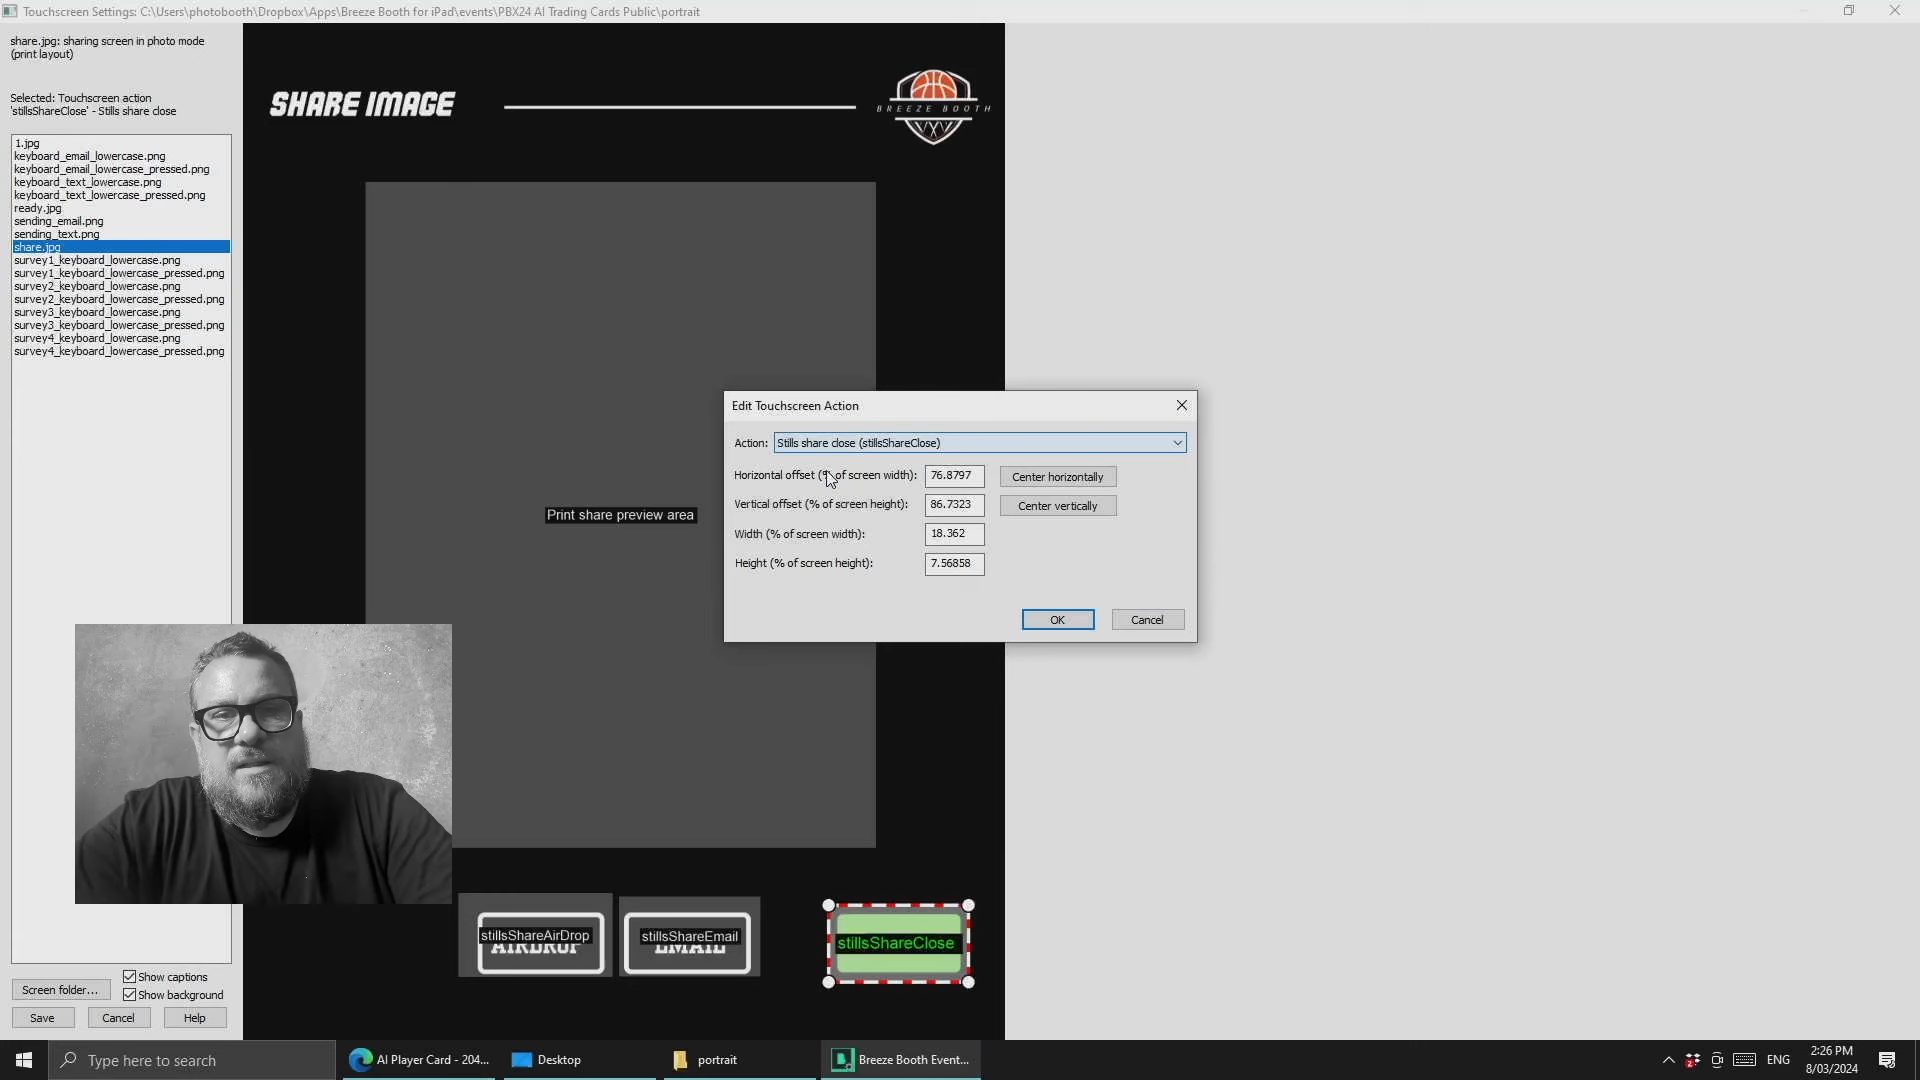 Touchscreen Settings: C:\Users\photobooth\Dropbox\Apps\Breeze Booth for iPad\events\PBX24 AI Trading Cards Public\portrait
share.jpg: sharing screen in photo mode
(print layout)
Selected: Touchscreen action
'stillsShareClose' - Stills share close
1.jpg
keyboard_email_lowercase.png
keyboard_email_lowercase_pressed.png
keyboard_text_lowercase.png
keyboard_text_lowercase_pressed.png
ready.jpg
sending_email.png
sending_text.png
share.jpg
survey1_keyboard_lowercase.png
survey1_keyboard_lowercase_pressed.png
survey2_keyboard_lowercase.png
survey2_keyboard_lowercase_pressed.png
survey3_keyboard_lowercase.png
survey3_keyboard_lowercase_pressed.png
survey4_keyboard_lowercase.png
survey4_keyboard_lowercase_pressed.png
SHARE IMAGE
BREEZE BOOTH
Print share preview area
Edit Touchscreen Action
Action: Stills share close (stillsShareClose)
Horizontal offset (% of screen width): 76.8797 Center horizontally
Vertical offset (% of screen height): 86.7323 Center vertically
Width (% of screen width): 18.362
Height (% of screen height): 7.56858
OK Cancel
stillsShareAirDrop
AIRDROP
stillsShareEmail
EMAIL
stillsShareClose
Screen folder...
Show captions
Show background
Save Cancel Help
Type here to search
AI Player Card - 204...
Desktop
portrait
Breeze Booth Event...
ENG
2:26 PM
8/03/2024